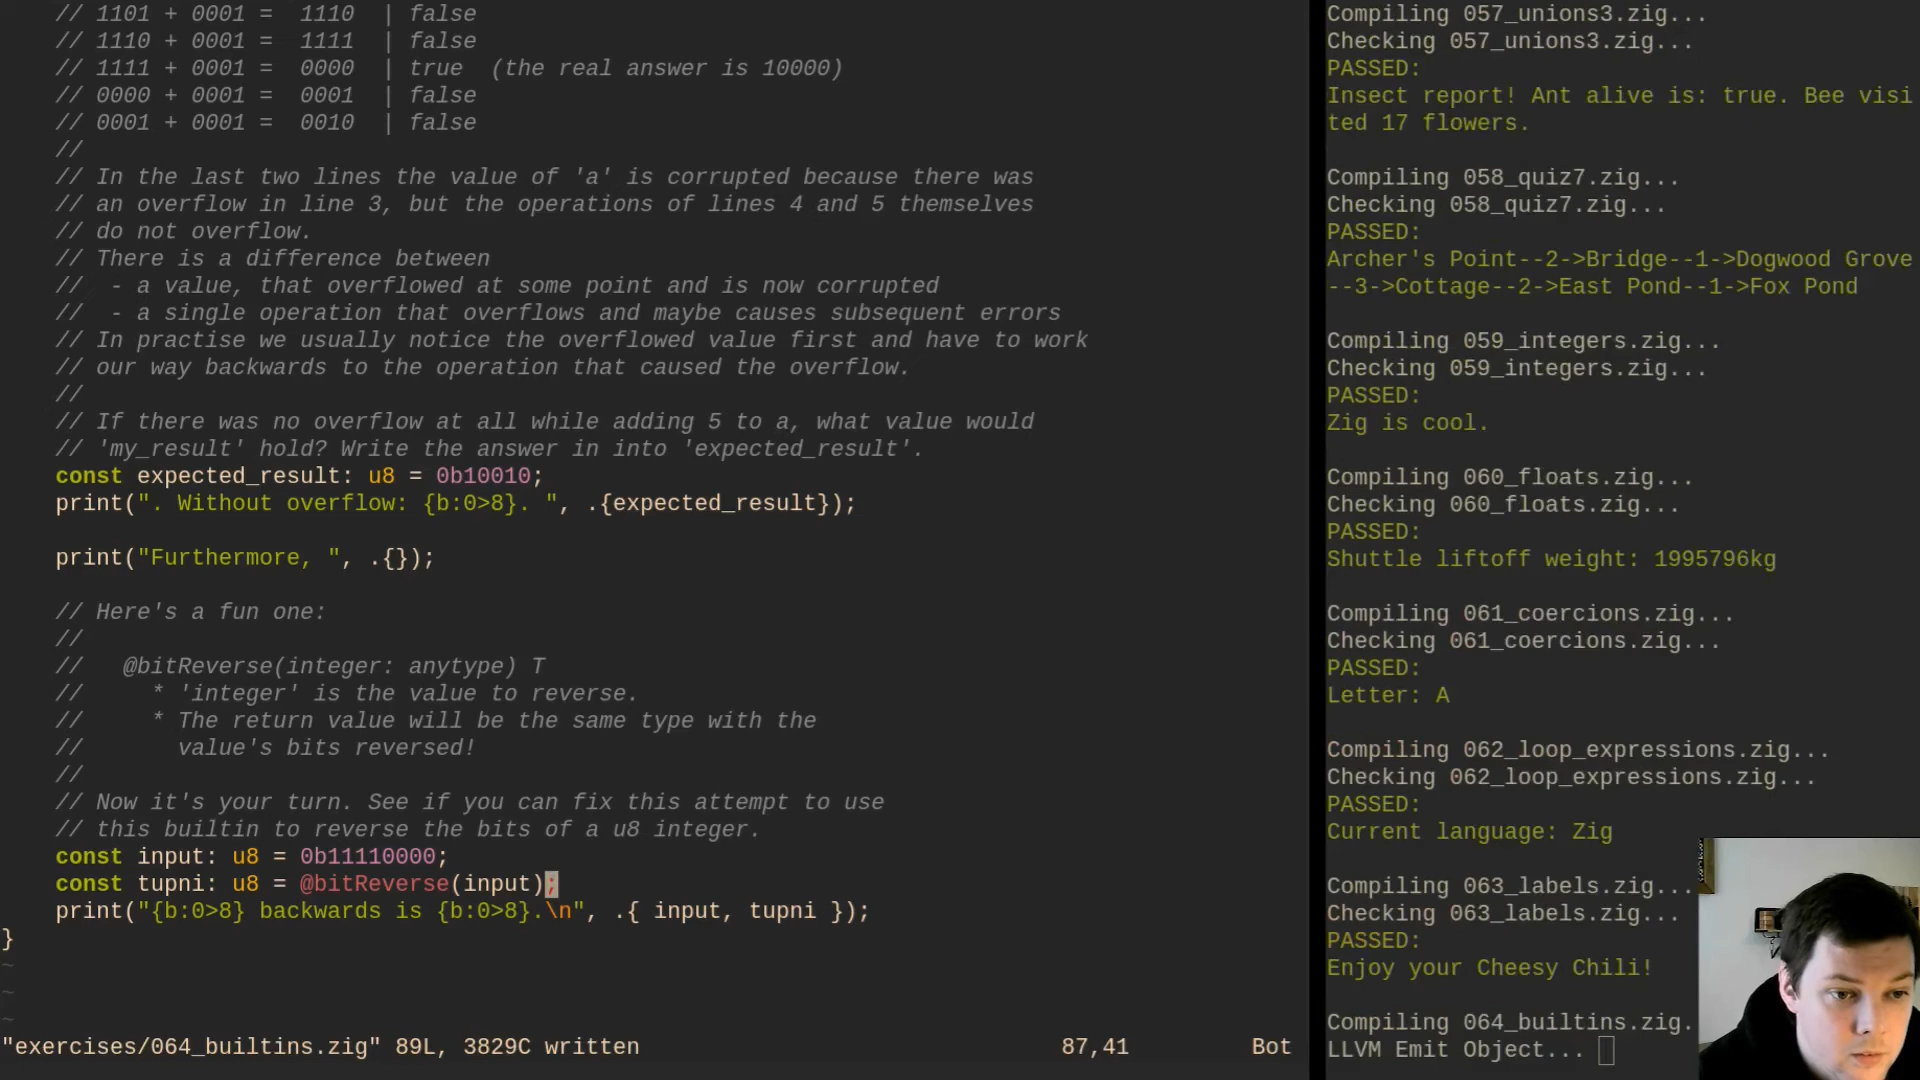 // 1101 + 0001 =  1110  | false
// 1110 + 0001 =  1111  | false
// 1111 + 0001 =  0000  | true  (the real answer is 10000)
// 0000 + 0001 =  0001  | false
// 0001 + 0001 =  0010  | false
//
// In the last two lines the value of 'a' is corrupted because there was
// an overflow in line 3, but the operations of lines 4 and 5 themselves
// do not overflow.
// There is a difference between
//  - a value, that overflowed at some point and is now corrupted
//  - a single operation that overflows and maybe causes subsequent errors
// In practise we usually notice the overflowed value first and have to work
// our way backwards to the operation that caused the overflow.
//
// If there was no overflow at all while adding 5 to a, what value would
// 'my_result' hold? Write the answer in into 'expected_result'.
const expected_result: u8 = 0b10010;
print(". Without overflow: {b:0>8}. ", .{expected_result});
print("Furthermore, ", .{});
// Here's a fun one:
//
//   @bitReverse(integer: anytype) T
//     * 'integer' is the value to reverse.
//     * The return value will be the same type with the
//       value's bits reversed!
//
// Now it's your turn. See if you can fix this attempt to use
// this builtin to reverse the bits of a u8 integer.
const input: u8 = 0b11110000;
const tupni: u8 = @bitReverse(input);
print("{b:0>8} backwards is {b:0>8}.\n", .{ input, tupni });
}
~
~
~
"exercises/064_builtins.zig" 89L, 3829C written 87,41 Bot
Compiling 057_unions3.zig...
Checking 057_unions3.zig...
PASSED:
Insect report! Ant alive is: true. Bee visi
ted 17 flowers.
Compiling 058_quiz7.zig...
Checking 058_quiz7.zig...
PASSED:
Archer's Point--2->Bridge--1->Dogwood Grove
--3->Cottage--2->East Pond--1->Fox Pond
Compiling 059_integers.zig...
Checking 059_integers.zig...
PASSED:
Zig is cool.
Compiling 060_floats.zig...
Checking 060_floats.zig...
PASSED:
Shuttle liftoff weight: 1995796kg
Compiling 061_coercions.zig...
Checking 061_coercions.zig...
PASSED:
Letter: A
Compiling 062_loop_expressions.zig...
Checking 062_loop_expressions.zig...
PASSED:
Current language: Zig
Compiling 063_labels.zig...
Checking 063_labels.zig...
PASSED:
Enjoy your Cheesy Chili!
Compiling 064_builtins.zig.
LLVM Emit Object...